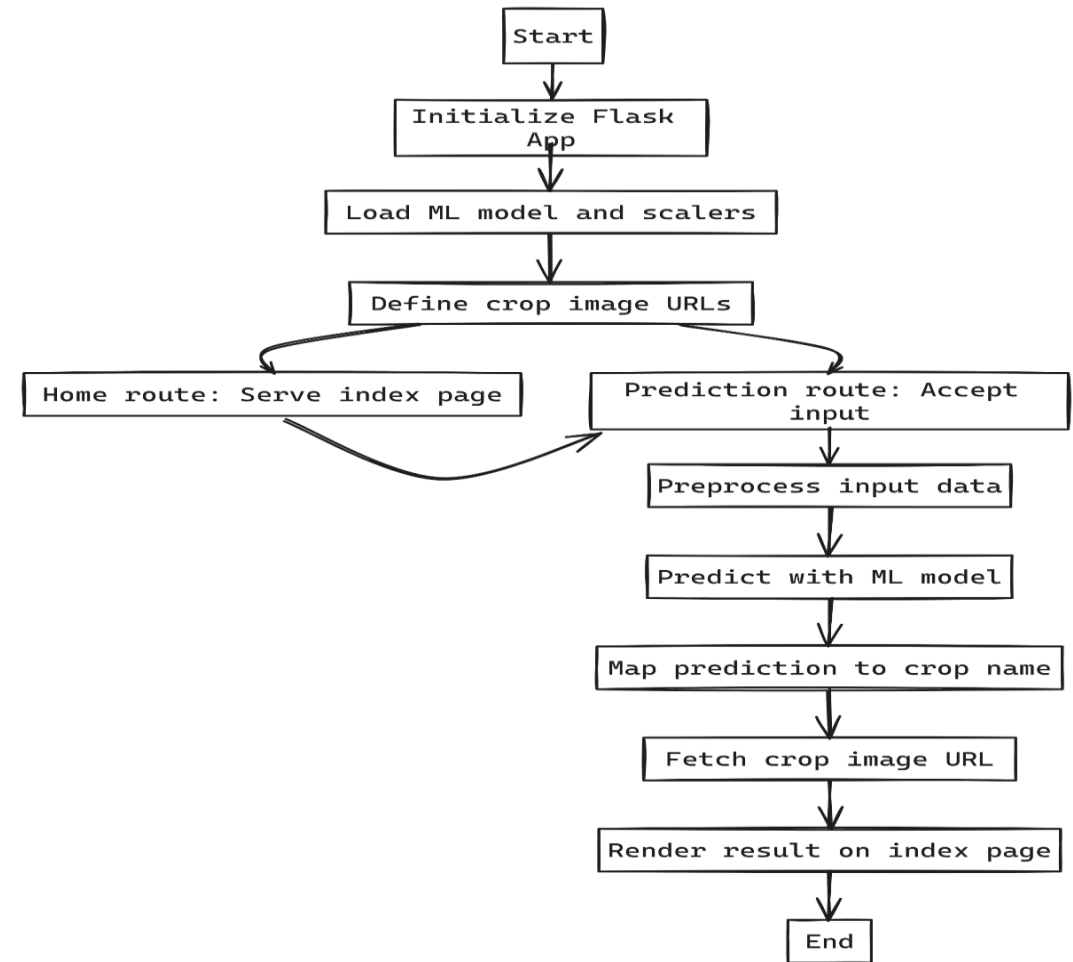 Start
Initialize Flask
App
Load ML model and scalers
Define crop image URLs
Home route: Serve index page
Prediction route: Accept
input
Preprocess input data
Predict with ML model
Map prediction to crop name
Fetch crop image URL
Render result on index page
End